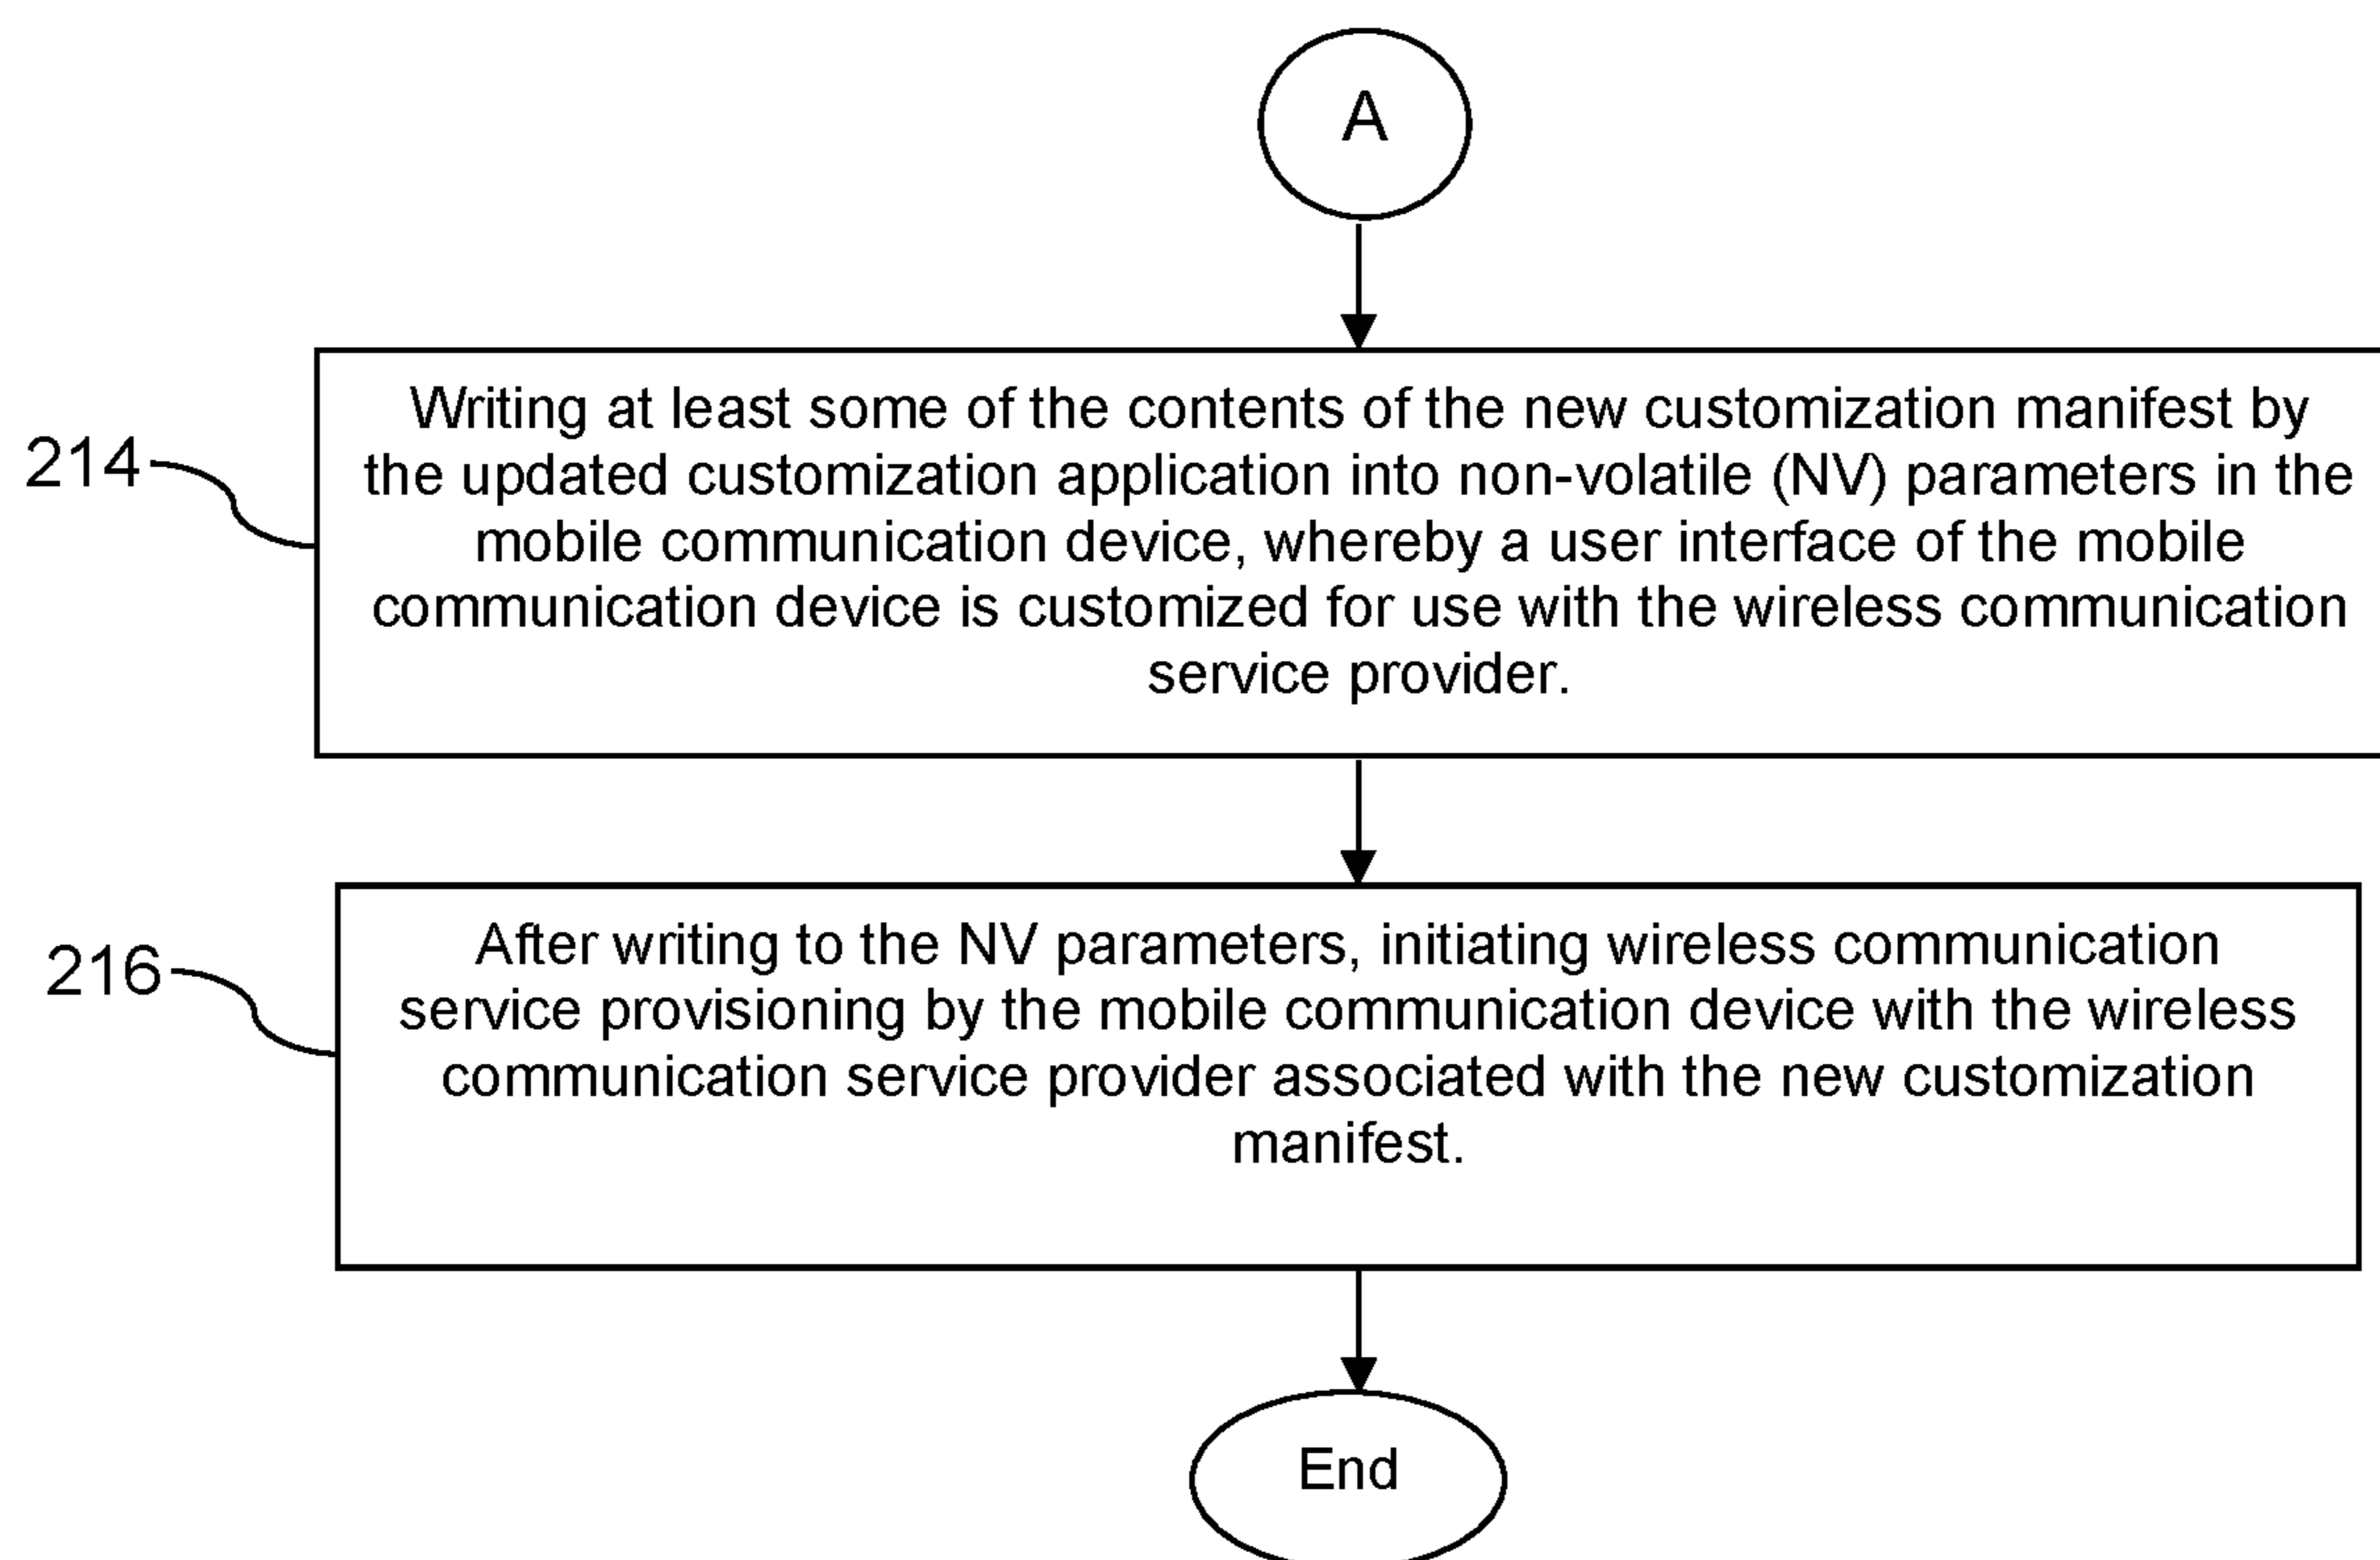 A
214
Writing at least some of the contents of the new customization manifest by
the updated customization application into non-volatile (NV) parameters in the
mobile communication device, whereby a user interface of the mobile
communication device is customized for use with the wireless communication
service provider.
216
After writing to the NV parameters, initiating wireless communication
service provisioning by the mobile communication device with the wireless
communication service provider associated with the new customization
manifest.
End